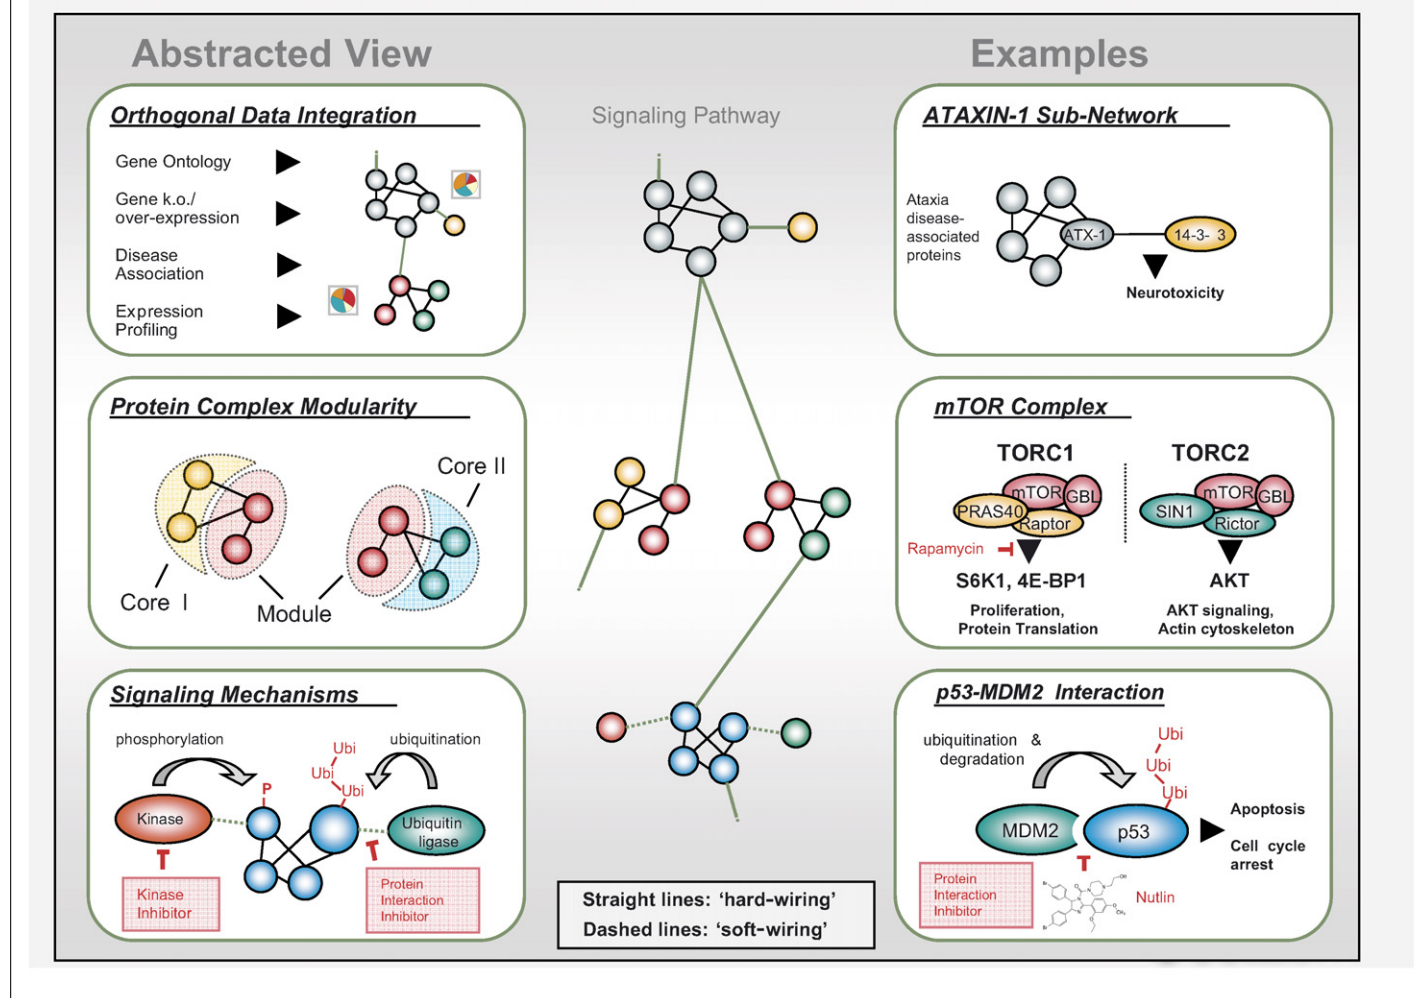 Abstracted View
Examples
Orthogonal Data Integration
Gene Ontology
Gene k.o./
over-expression
Disease
Association
Expression
Profiling
Signaling Pathway
ATAXIN-1 Sub-Network
Ataxia
disease-
associated
proteins
ATX-1
14-3- 3
Neurotoxicity
Protein Complex Modularity
Core II
Core I
Module
mTOR Complex
TORC1
TORC2
mTOR
GBL
PRAS40
Raptor
mTOR
GBL
SIN1
Rictor
Rapamycin
S6K1, 4E-BP1
AKT
Proliferation,
Protein Translation
AKT signaling,
Actin cytoskeleton
Signaling Mechanisms
phosphorylation
ubiquitination
Ubi
Ubi
Ubi
P
Kinase
Ubiquitin
ligase
Kinase
Inhibitor
Protein
Interaction
Inhibitor
Straight lines: ‘hard-wiring’
Dashed lines: ‘soft-wiring’
p53-MDM2 Interaction
ubiquitination &
degradation
Ubi
Ubi
Ubi
MDM2
p53
Apoptosis
Cell cycle
arrest
Protein
Interaction
Inhibitor
Nutlin